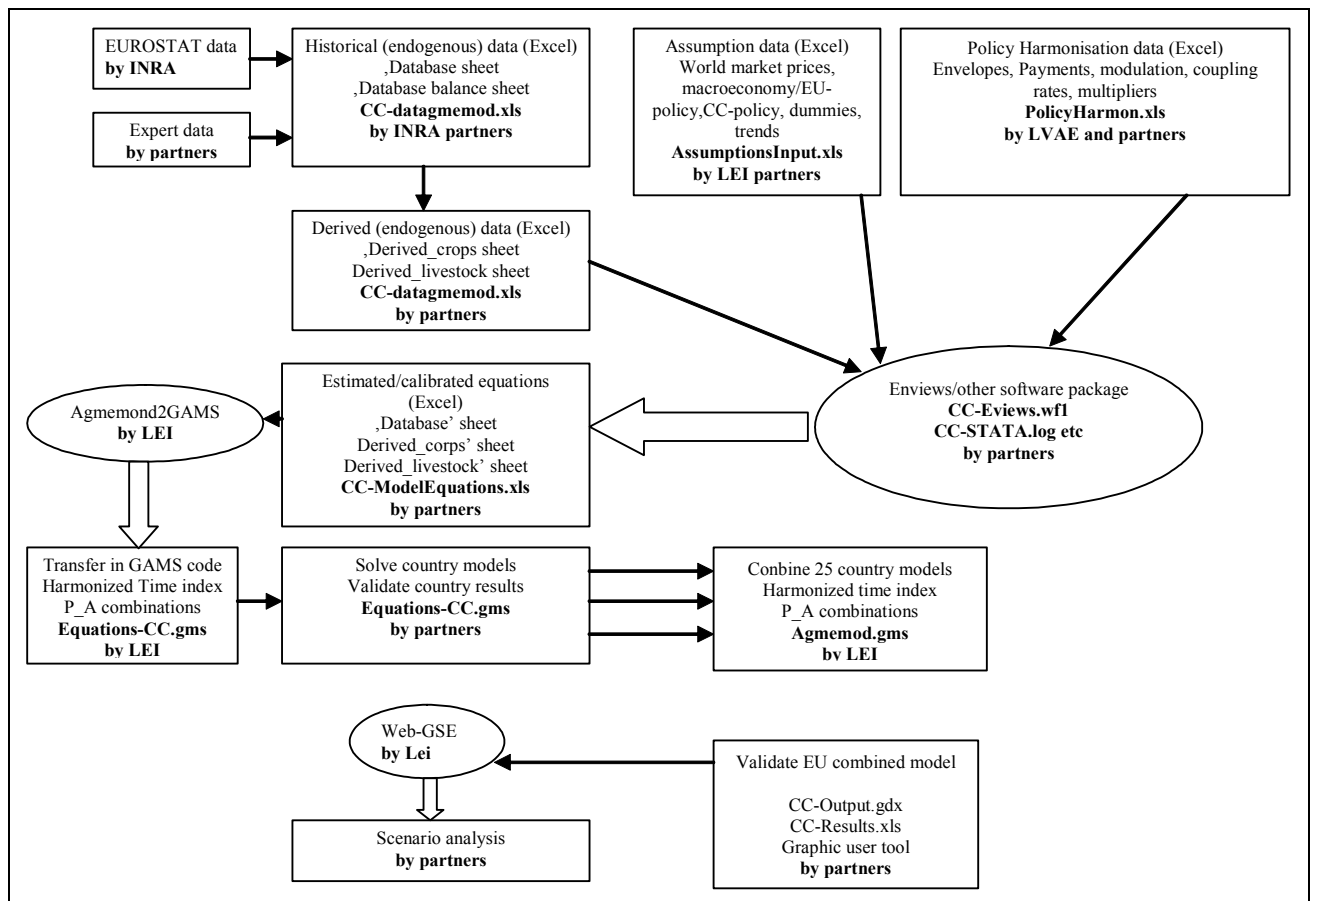 EUROSTAT data
by INRA
Expert data
by partners
Historical (endogenous) data (Excel)
‚Database sheet
‚Database balance sheet
CC-datagmemod.xls
by INRA partners
Assumption data (Excel)
World market prices,
macroeconomy/EU-
policy,CC-policy, dummies,
trends
AssumptionsInput.xls
by LEI partners
Policy Harmonisation data (Excel)
Envelopes, Payments, modulation, coupling
rates, multipliers
PolicyHarmon.xls
by LVAE and partners
Derived (endogenous) data (Excel)
‚Derived_crops sheet
Derived_livestock sheet
CC-datagmemod.xls
by partners
Enviews/other software package
CC-Eviews.wf1
CC-STATA.log etc
by partners
Estimated/calibrated equations
(Excel)
‚Database’ sheet
Derived_corps’ sheet
Derived_livestock’ sheet
CC-ModelEquations.xls
by partners
Agmemond2GAMS
by LEI
Transfer in GAMS code
Harmonized Time index
P_A combinations
Equations-CC.gms
by LEI
Solve country models
Validate country results
Equations-CC.gms
by partners
Conbine 25 country models
Harmonized time index
P_A combinations
Agmemod.gms
by LEI
Web-GSE
by Lei
Validate EU combined model
CC-Output.gdx
CC-Results.xls
Graphic user tool
by partners
Scenario analysis
by partners